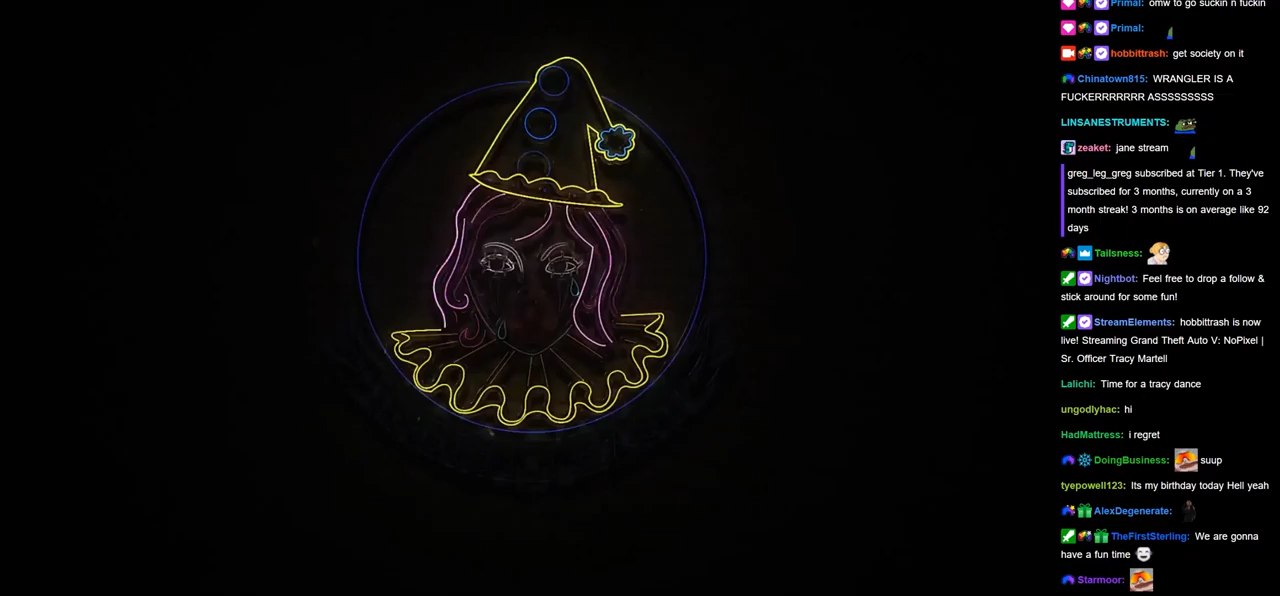 Primal: omw to go suckin n fuckin
Primal:
hobbittrash: get society on it
Chinatown815: WRANGLER IS A
FUCKERRRRRRR ASSSSSSSSS
LINSANESTRUMENTS:
zeaket: jane stream
greg_leg_greg subscribed at Tier 1. They've
subscribed for 3 months, currently on a 3
month streak! 3 months is on average like 92
days
Tailsness:
Nightbot: Feel free to drop a follow &
stick around for some fun!
StreamElements: hobbittrash is now
live! Streaming Grand Theft Auto V: NoPixel |
Sr. Officer Tracy Martell
Lalichi: Time for a tracy dance
ungodlyhac: hi
HadMattress: i regret
DoingBusiness: suup
tyepowell123: Its my birthday today Hell yeah
AlexDegenerate:
TheFirstSterling: We are gonna
have a fun time
Starmoor: